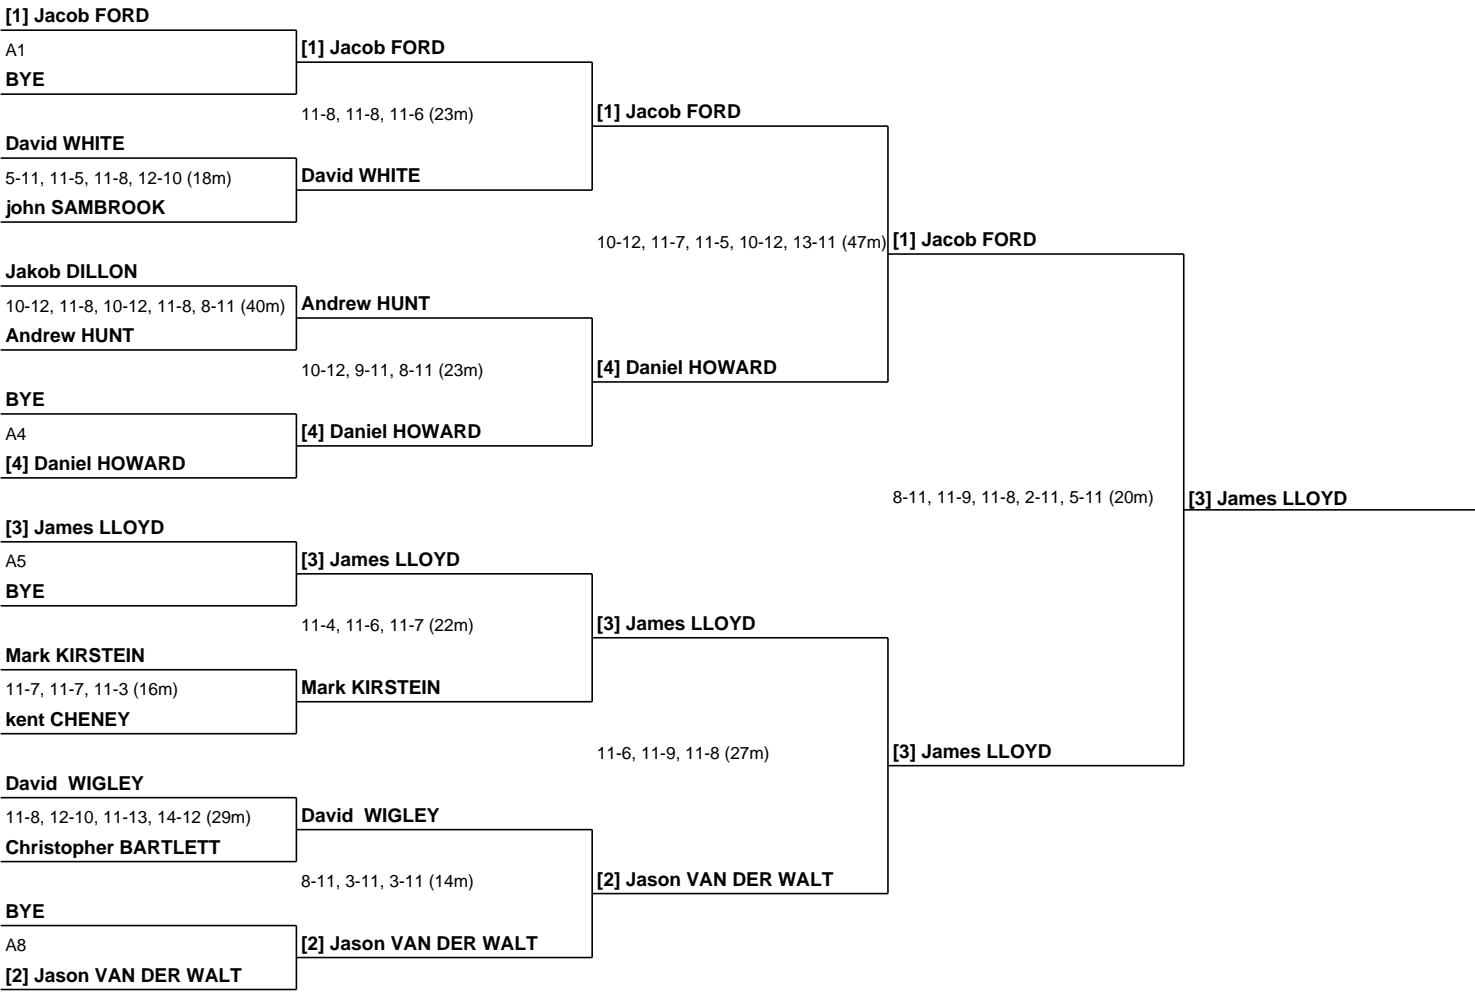 [1] Jacob FORD
A1
BYE
David WHITE
5-11, 11-5, 11-8, 12-10 (18m)
john SAMBROOK
Jakob DILLON
10-12, 11-8, 10-12, 11-8, 8-11 (40m)
Andrew HUNT
BYE
A4
[4] Daniel HOWARD
[3] James LLOYD
A5
BYE
Mark KIRSTEIN
11-7, 11-7, 11-3 (16m)
kent CHENEY
David  WIGLEY
11-8, 12-10, 11-13, 14-12 (29m)
Christopher BARTLETT
BYE
A8
[2] Jason VAN DER WALT
[1] Jacob FORD
11-8, 11-8, 11-6 (23m)
David WHITE
Andrew HUNT
10-12, 9-11, 8-11 (23m)
[4] Daniel HOWARD
[3] James LLOYD
11-4, 11-6, 11-7 (22m)
Mark KIRSTEIN
David  WIGLEY
8-11, 3-11, 3-11 (14m)
[2] Jason VAN DER WALT
[1] Jacob FORD
10-12, 11-7, 11-5, 10-12, 13-11 (47m)
[4] Daniel HOWARD
[3] James LLOYD
11-6, 11-9, 11-8 (27m)
[2] Jason VAN DER WALT
[1] Jacob FORD
8-11, 11-9, 11-8, 2-11, 5-11 (20m)
[3] James LLOYD
[3] James LLOYD